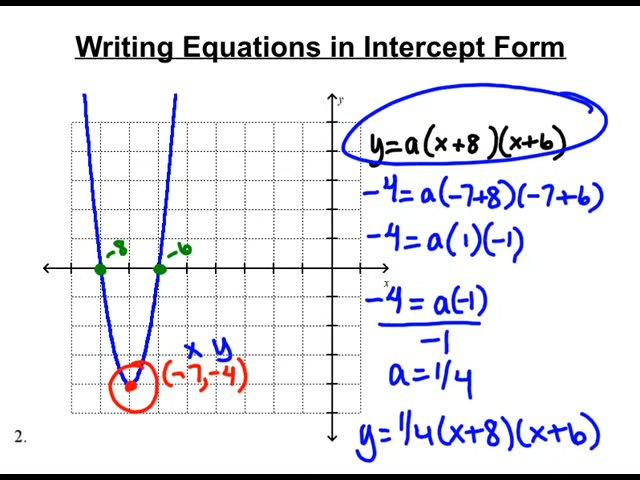 Writing Equations in Intercept Form
y
y=a(x+8)(x+6)
-4=a(-7+8)(-7+6)
-4=a(1)(-1)
-8
-6
x
-4=a(-1)
-1
x y
(-7,-4)
a=1/4
2.
y=1/4(x+8)(x+6)